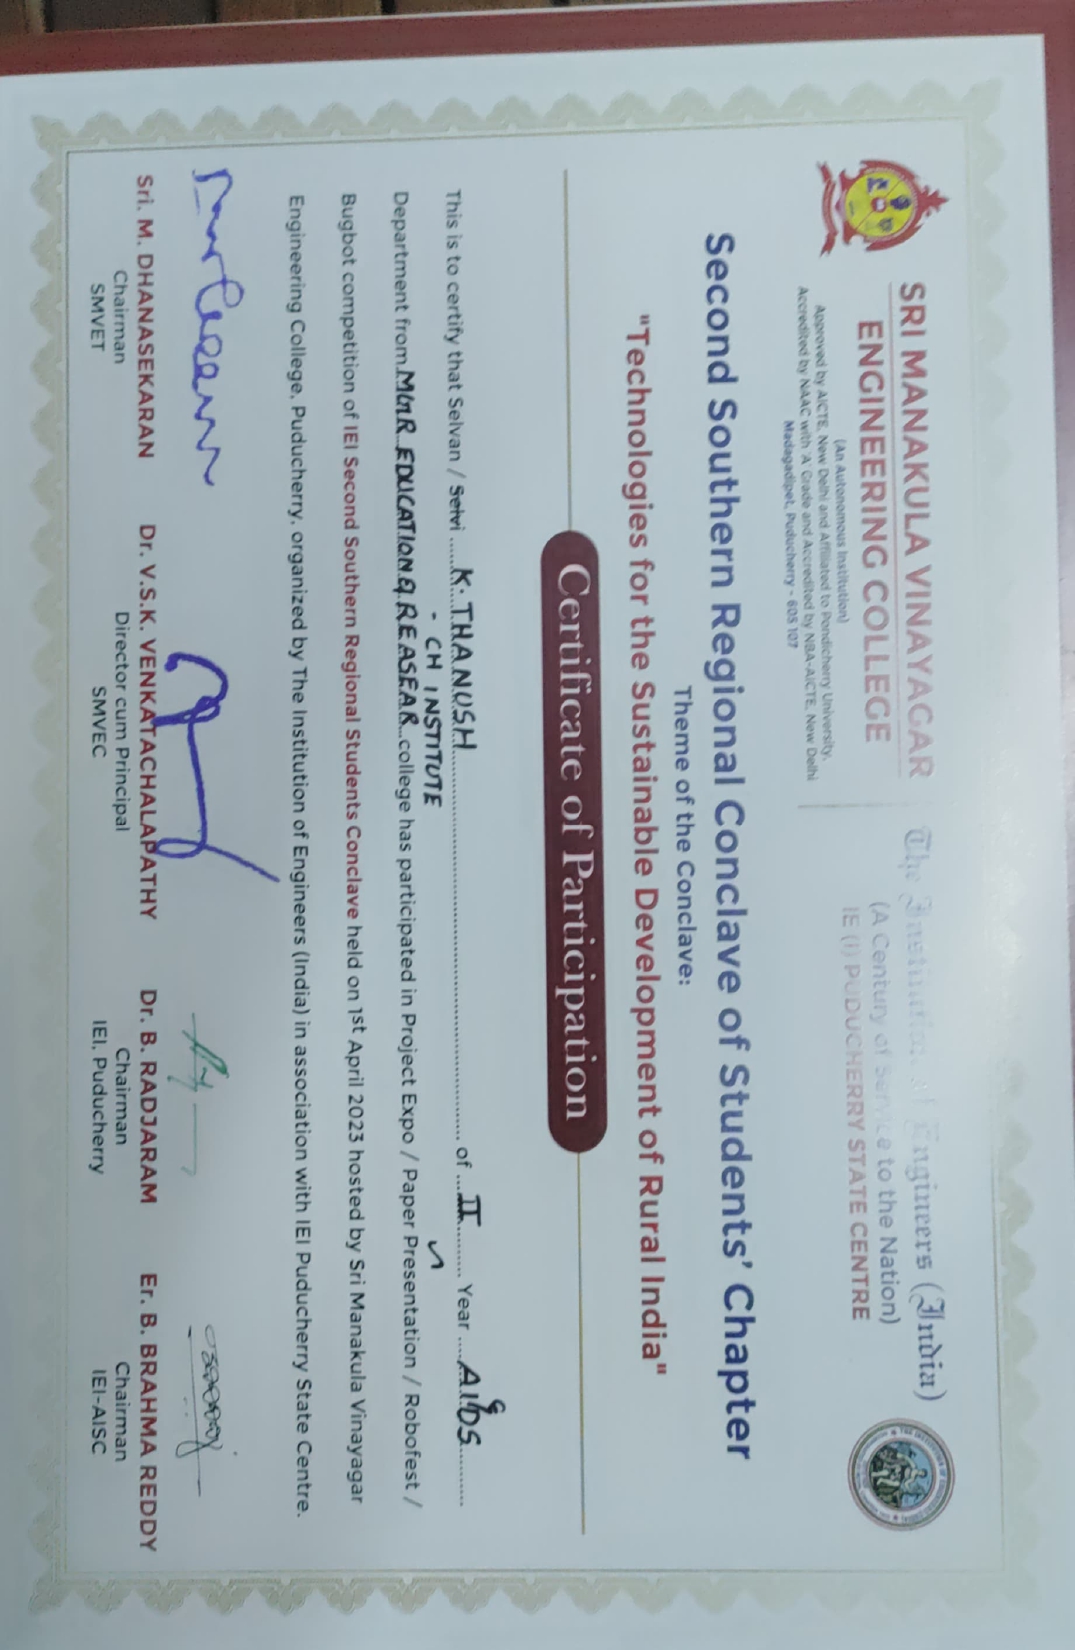 SRI MANAKULA VINAYAGAR
ENGINEERING COLLEGE
(An Autonomous Institution)
Approved by AICTE, New Delhi and Affiliated to Pondicherry University,
Accredited by NAAC with 'A' Grade and Accredited by NBA-AICTE, New Delhi
Madagadipet, Puducherry - 605 107
The Institution of Engineers (India)
(A Century of Service to the Nation)
IE (I) PUDUCHERRY STATE CENTRE
Second Southern Regional Conclave of Students' Chapter
Theme of the Conclave:
"Technologies for the Sustainable Development of Rural India"
Certificate of Participation
This is to certify that Selvan / Selvi K. THANUSH of II Year AI&DS
- CH INSTITUTE
Department from MGR EDUCATION & REASEAR college has participated in Project Expo / Paper Presentation / Robofest /
Bugbot competition of IEI Second Southern Regional Students Conclave held on 1st April 2023 hosted by Sri Manakula Vinayagar
Engineering College, Puducherry, organized by The Institution of Engineers (India) in association with IEI Puducherry State Centre.
Sri. M. DHANASEKARAN
Chairman
SMVET
Dr. V.S.K. VENKATACHALAPATHY
Director cum Principal
SMVEC
Dr. B. RADJARAM
Chairman
IEI, Puducherry
Er. B. BRAHMA REDDY
Chairman
IEI-AISC